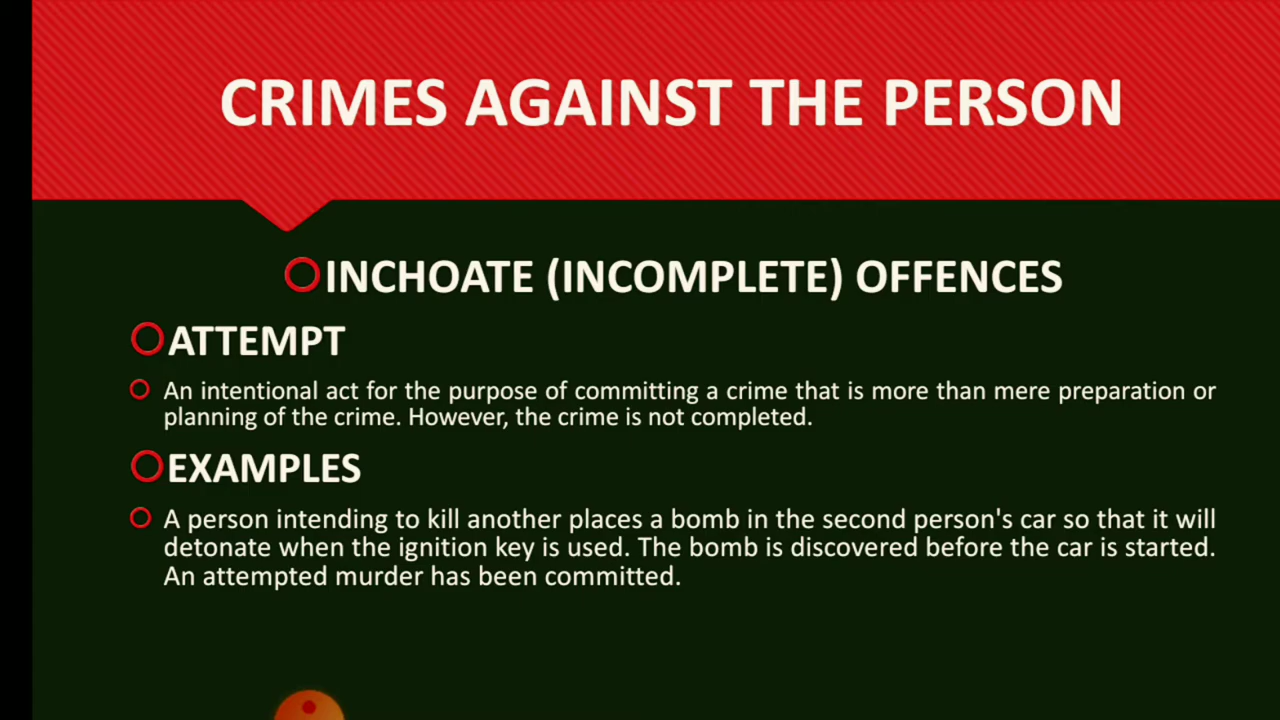 CRIMES AGAINST THE PERSON
INCHOATE (INCOMPLETE) OFFENCES
ATTEMPT
An intentional act for the purpose of committing a crime that is more than mere preparation or
planning of the crime. However, the crime is not completed.
EXAMPLES
A person intending to kill another places a bomb in the second person's car so that it will
detonate when the ignition key is used. The bomb is discovered before the car is started.
An attempted murder has been committed.